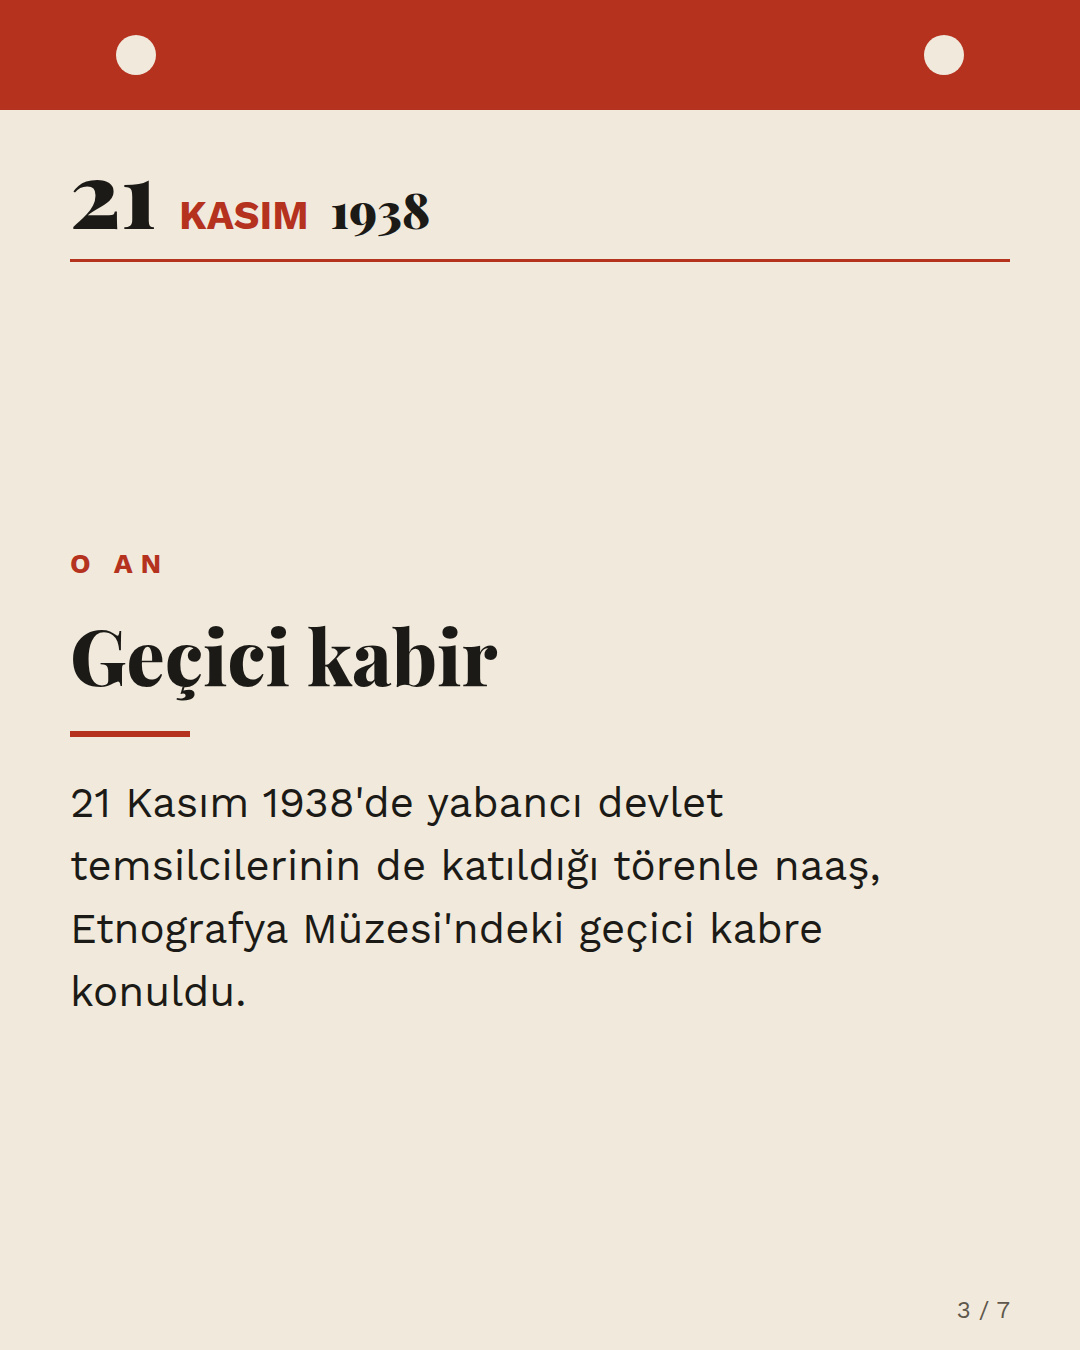 21 KASIM 1938
O AN
Geçici kabir
21 Kasım 1938'de yabancı devlet
temsilcilerinin de katıldığı törenle naaş,
Etnografya Müzesi'ndeki geçici kabre
konuldu.
3 / 7